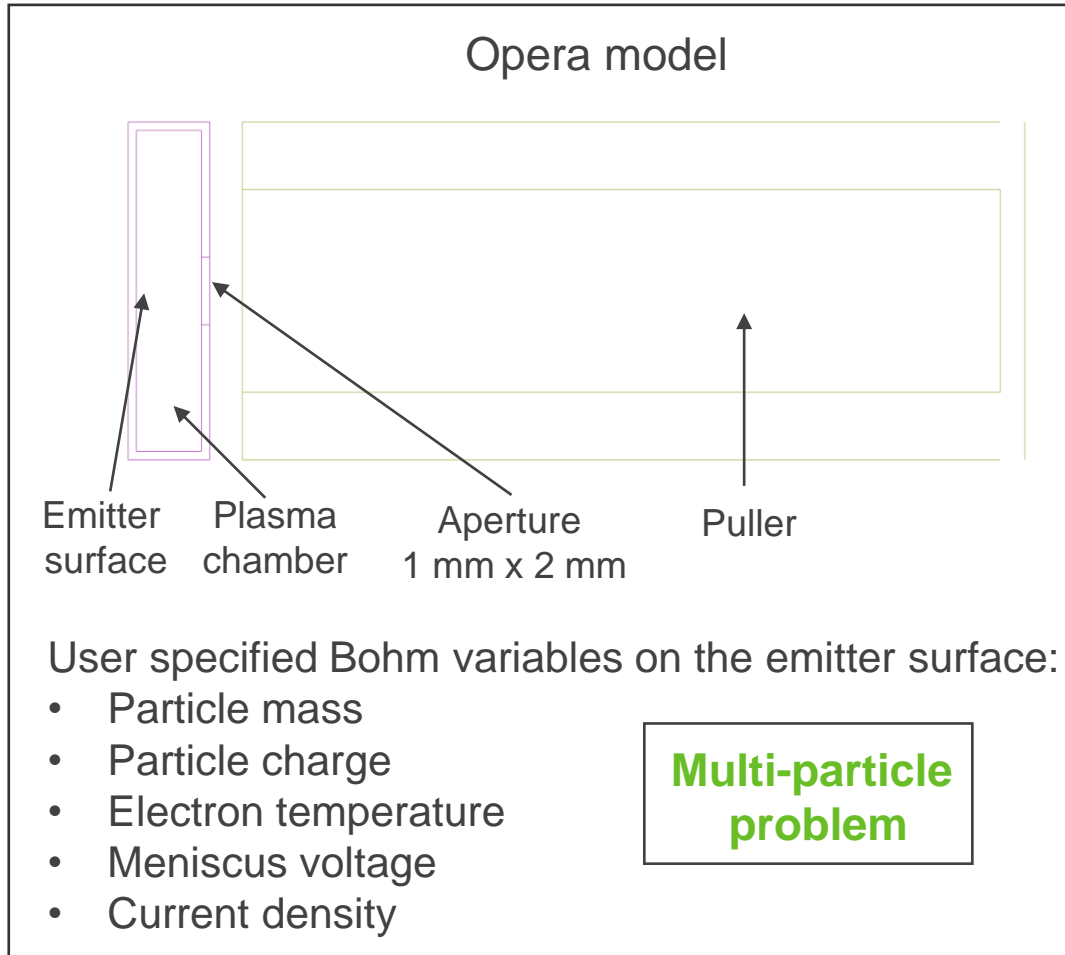 Opera model
Emitter
surface
Plasma
chamber
Aperture
1 mm x 2 mm
Puller
User specified Bohm variables on the emitter surface:
• Particle mass
• Particle charge
• Electron temperature
• Meniscus voltage
• Current density
Multi-particle
problem